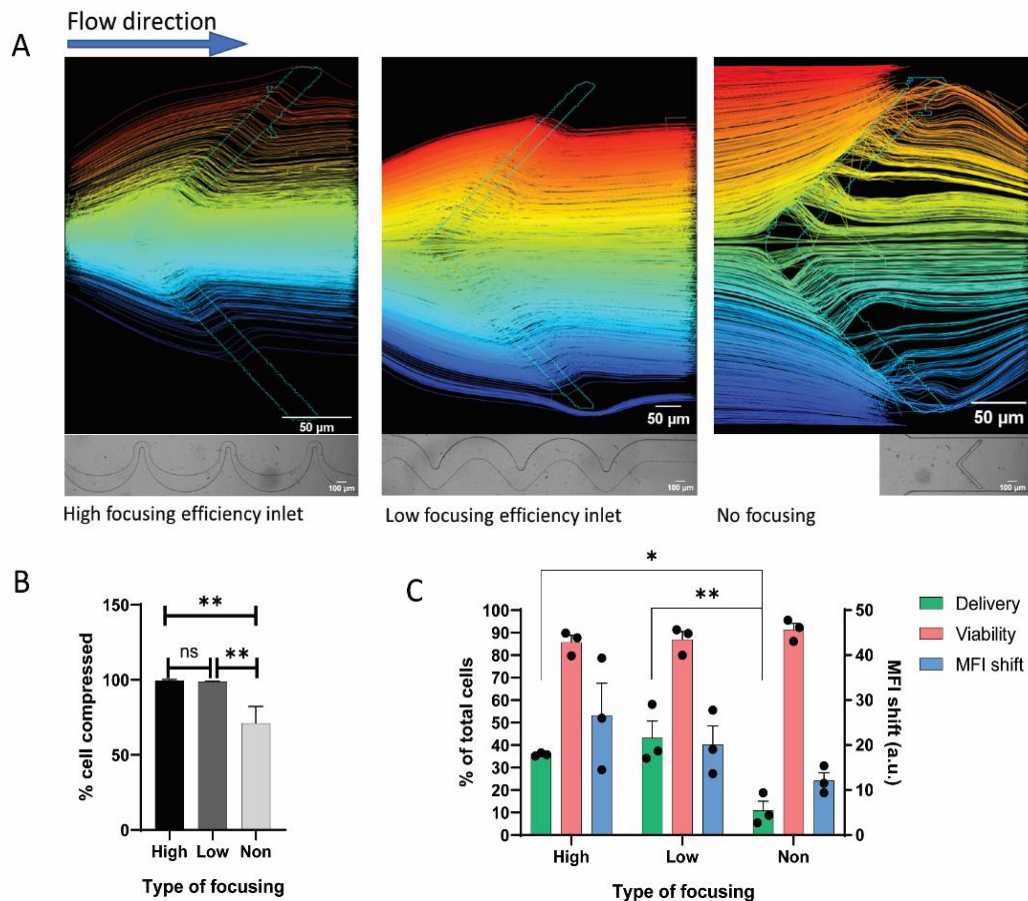 Flow direction
A
50 µm
50 µm
50 µm
100 µm
100 µm
100 µm
High focusing efficiency inlet
Low focusing efficiency inlet
No focusing
B
% cell compressed
150
100
50
0
**
ns
**
High Low Non
Type of focusing
C
*
**
% of total cells
100
90
80
70
60
50
40
30
20
10
0
50
40
30
20
10
0
MFI shift (a.u.)
High Low Non
Type of focusing
Delivery
Viability
MFI shift